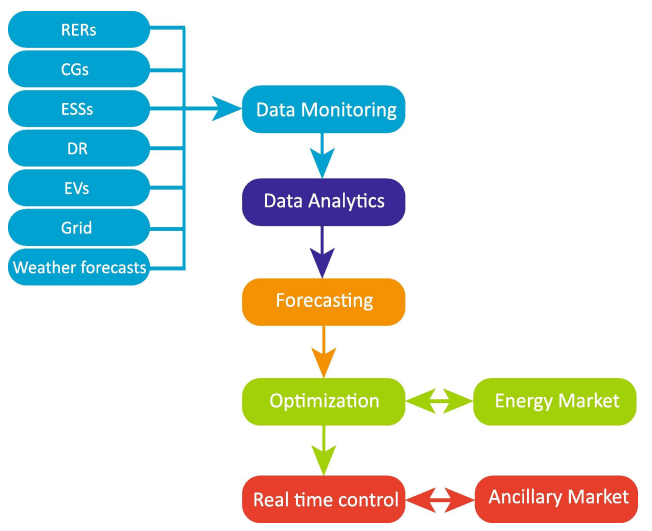 RERs
CGs
ESSs
DR
EVs
Grid
Weather forecasts
Data Monitoring
Data Analytics
Forecasting
Optimization
Energy Market
Real time control
Ancillary Market